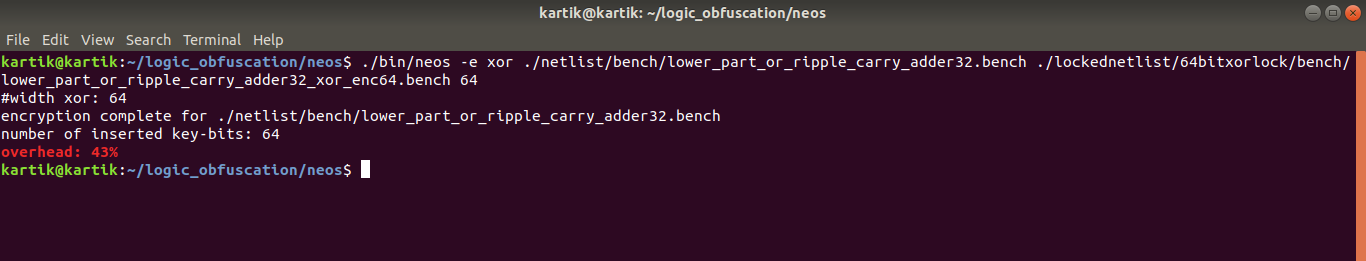 kartik@kartik: ~/logic_obfuscation/neos
File Edit View Search Terminal Help
kartik@kartik:~/logic_obfuscation/neos$ ./bin/neos -e xor ./netlist/bench/lower_part_or_ripple_carry_adder32.bench ./lockednetlist/64bitxorlock/bench/
lower_part_or_ripple_carry_adder32_xor_enc64.bench 64
#width xor: 64
encryption complete for ./netlist/bench/lower_part_or_ripple_carry_adder32.bench
number of inserted key-bits: 64
overhead: 43%
kartik@kartik:~/logic_obfuscation/neos$